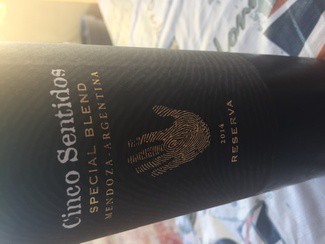 Cinco Sentidos
SPECIAL BLEND
MENDOZA - ARGENTINA
2014
RESERVA